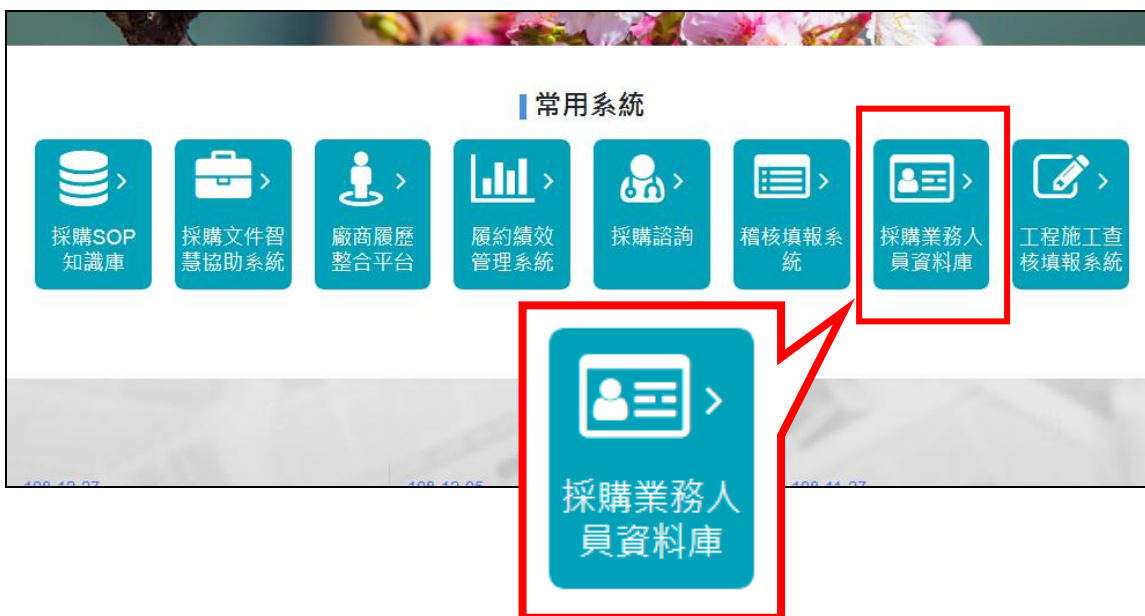 常用系統
採購SOP
知識庫
採購文件智
慧協助系統
廠商履歷
整合平台
履約績效
管理系統
採購諮詢
稽核填報系
統
採購業務人
員資料庫
工程施工查
核填報系統
採購業務人
員資料庫